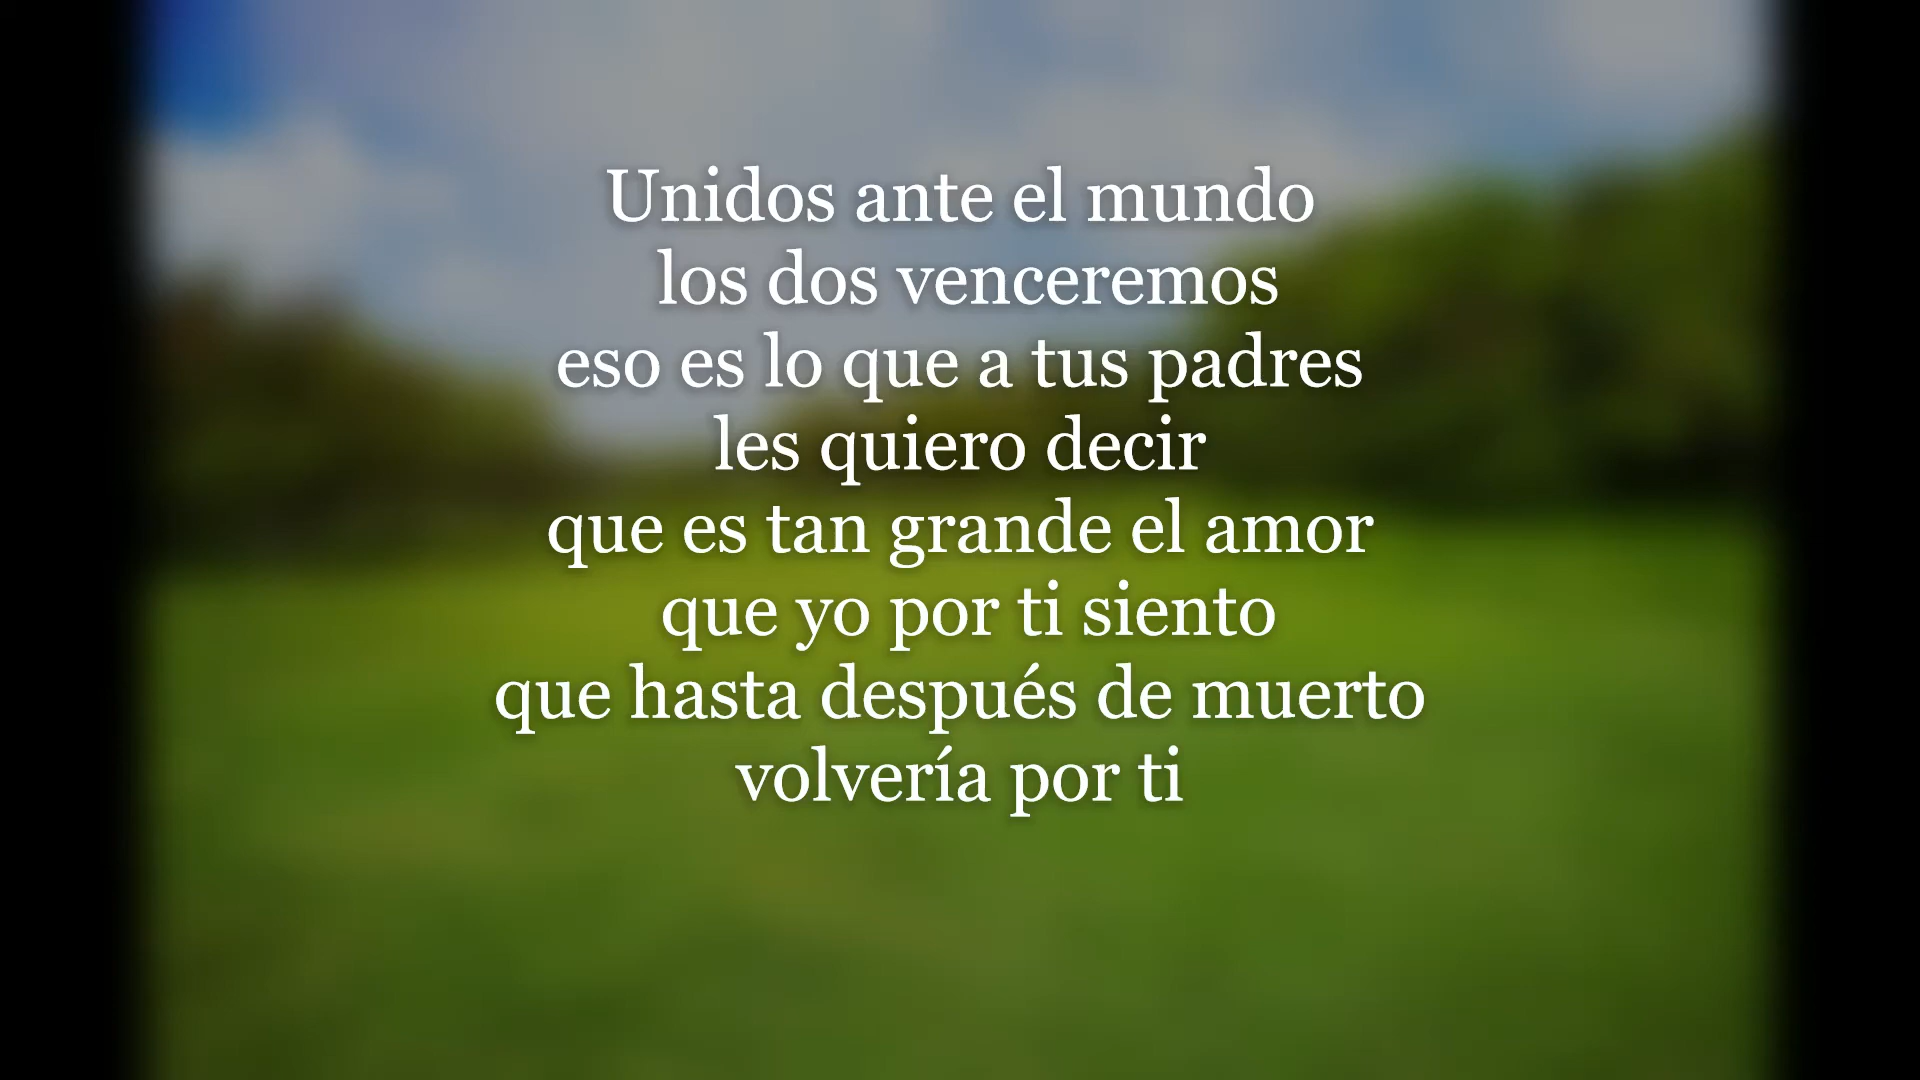 Unidos ante el mundo
los dos venceremos
eso es lo que a tus padres
les quiero decir
que es tan grande el amor
que yo por ti siento
que hasta después de muerto
volvería por ti